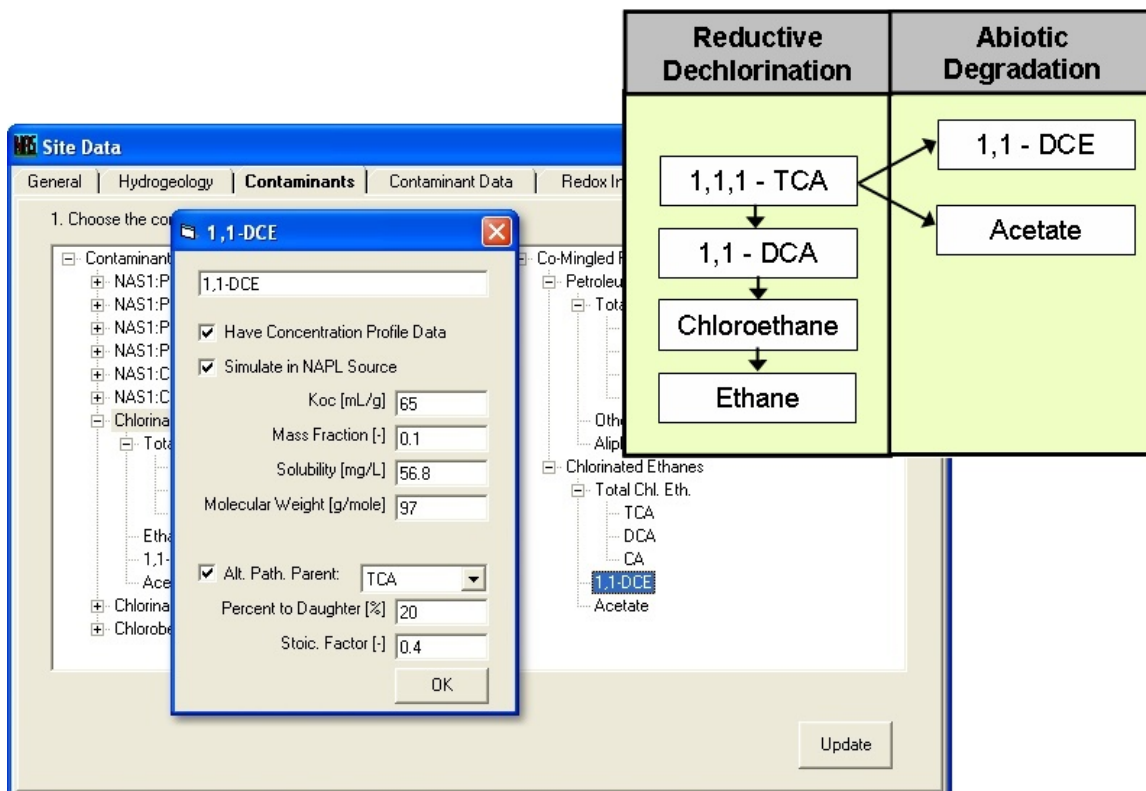 Reductive
Dechlorination
Abiotic
Degradation
1,1,1 - TCA
1,1 - DCA
Chloroethane
Ethane
1,1 - DCE
Acetate
Site Data
General
Hydrogeology
Contaminants
Contaminant Data
Redox In
1. Choose the co
Contaminant
NAS1:P
NAS1:P
NAS1:P
NAS1:P
NAS1:C
NAS1:C
Chlorina
Tota
Etha
1,1-
Ace
Chlorina
Chlorobe
1,1-DCE
1,1-DCE
Have Concentration Profile Data
Simulate in NAPL Source
Koc [mL/g] 65
Mass Fraction [-] 0.1
Solubility [mg/L] 56.8
Molecular Weight [g/mole] 97
Alt. Path. Parent: TCA
Percent to Daughter [%] 20
Stoic. Factor [-] 0.4
OK
Co-Mingled
Petroleu
Tota
Othe
Alip
Chlorinated Ethanes
Total Chl. Eth.
TCA
DCA
CA
1,1-DCE
Acetate
Update